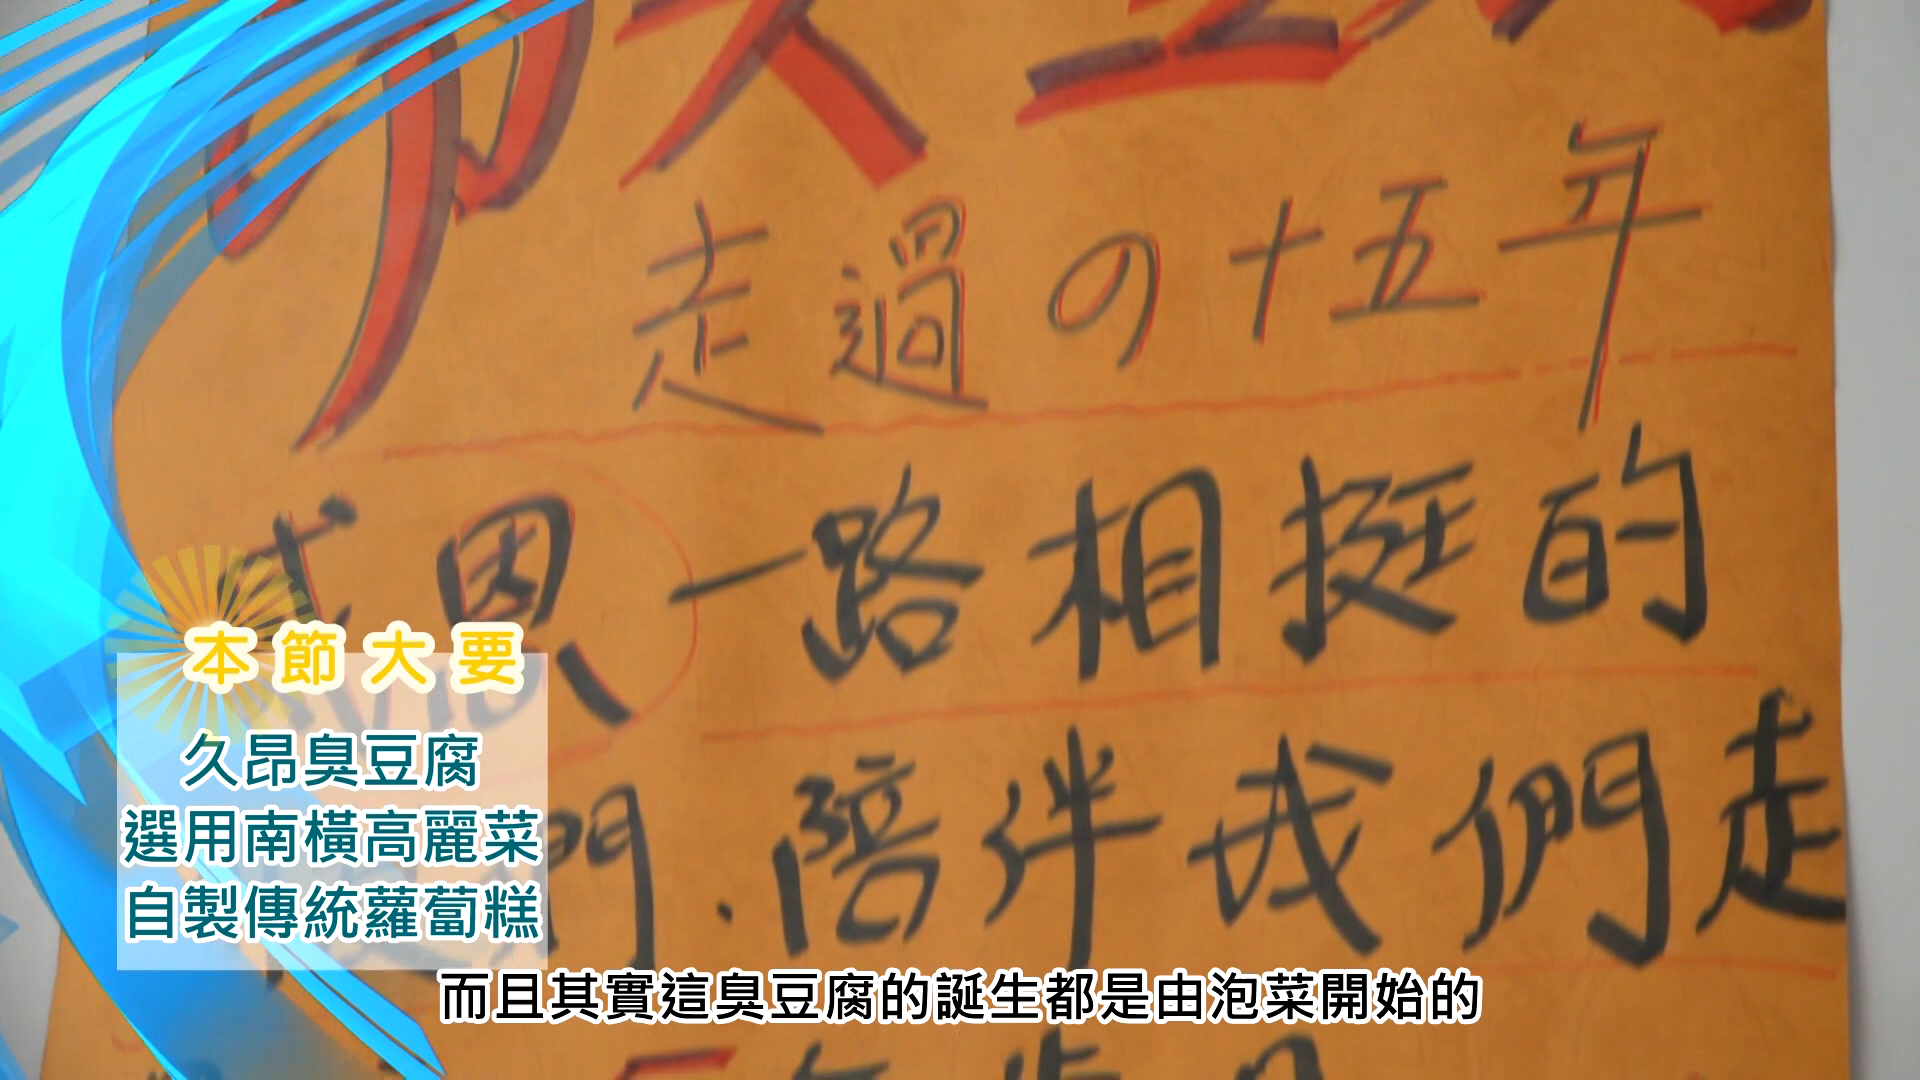 走過の十五年
感恩一路相挺的
們.陪伴我們走
本節大要
久昂臭豆腐
選用南橫高麗菜
自製傳統蘿蔔糕
而且其實這臭豆腐的誕生都是由泡菜開始的